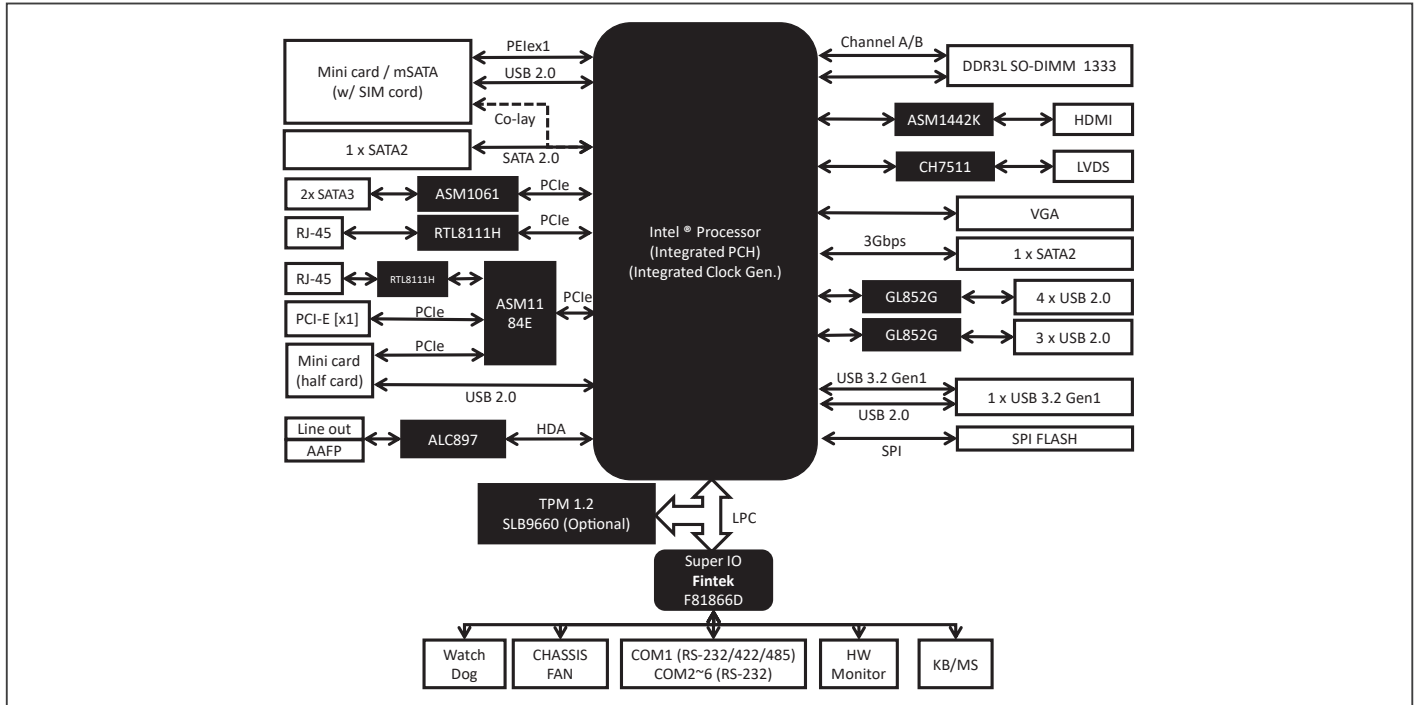 PEIex1
Mini card / mSATA
(w/ SIM cord)
USB 2.0
Co-lay
1 x SATA2
SATA 2.0
2x SATA3
ASM1061
PCIe
RJ-45
RTL8111H
PCIe
RJ-45
RTL8111H
ASM11
84E
PCIe
PCI-E [x1]
PCIe
PCIe
Mini card
(half card)
USB 2.0
Line out
AAFP
ALC897
HDA
Intel ® Processor
(Integrated PCH)
(Integrated Clock Gen.)
Channel A/B
DDR3L SO-DIMM 1333
ASM1442K
HDMI
CH7511
LVDS
VGA
3Gbps
1 x SATA2
GL852G
4 x USB 2.0
GL852G
3 x USB 2.0
USB 3.2 Gen1
1 x USB 3.2 Gen1
USB 2.0
SPI FLASH
SPI
TPM 1.2
SLB9660 (Optional)
LPC
Super IO
Fintek
F81866D
Watch
Dog
CHASSIS
FAN
COM1 (RS-232/422/485)
COM2~6 (RS-232)
HW
Monitor
KB/MS